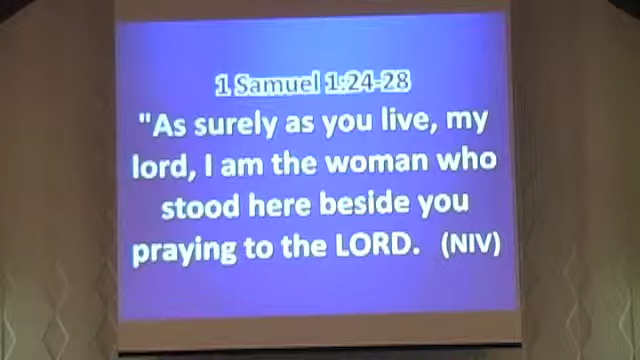 1 Samuel 1:24-28
"As surely as you live, my
lord, I am the woman who
stood here beside you
praying to the LORD.  (NIV)